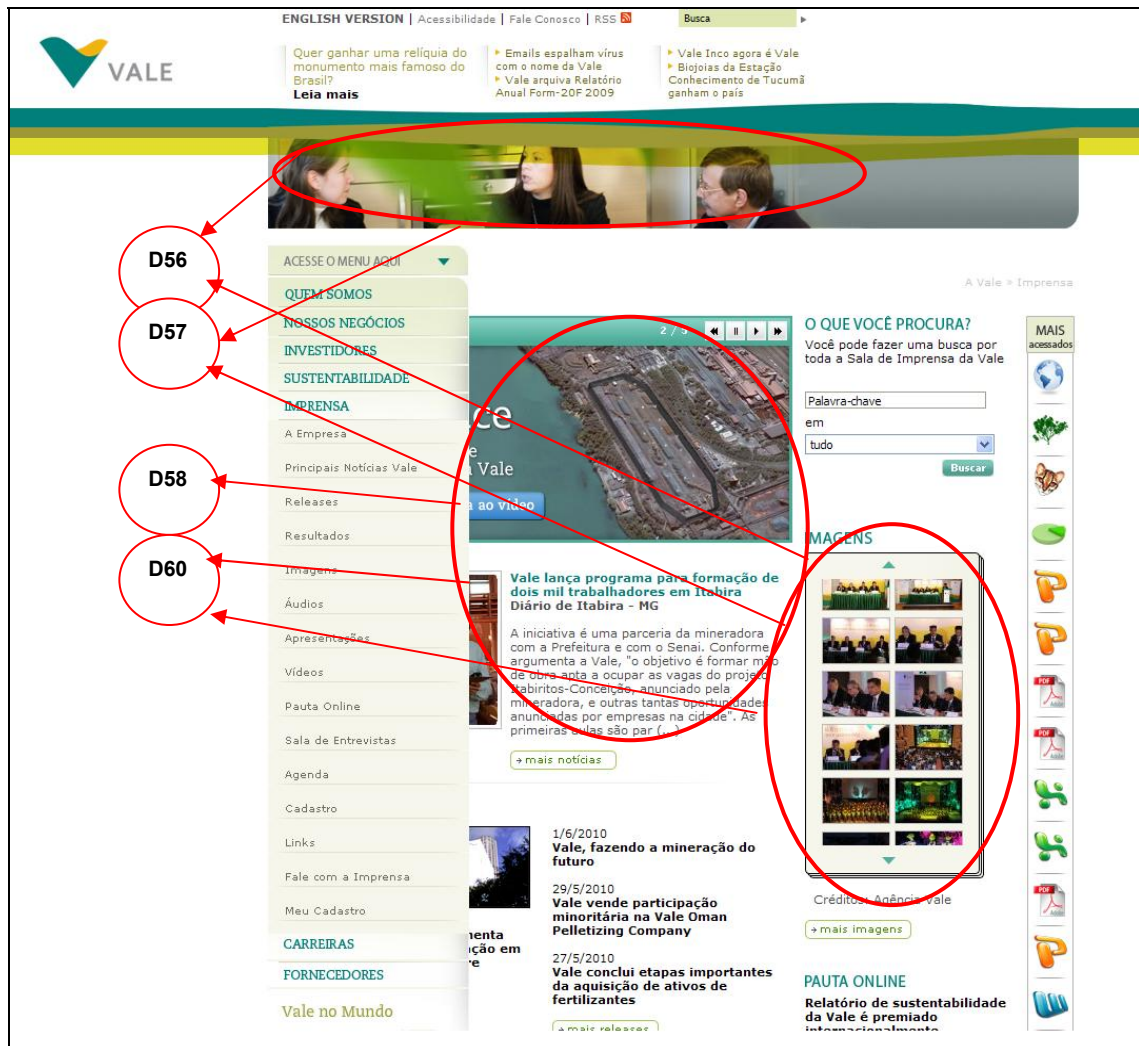 ENGLISH VERSION | Acessibilidade | Fale Conosco | RSS
Busca
VALE
Quer ganhar uma relíquia do
monumento mais famoso do
Brasil?
Leia mais
Emails espalham vírus
com o nome da Vale
Vale arquiva Relatório
Anual Form-20F 2009
Vale Inco agora é Vale
Biojoias da Estação
Conhecimento de Tucumã
ganham o país
D56
D57
D58
D60
ACESSE O MENU AQUI
QUEM SOMOS
NOSSOS NEGÓCIOS
INVESTIDORES
SUSTENTABILIDADE
IMPRENSA
A Empresa
Principais Notícias Vale
Releases
Resultados
Imagens
Áudios
Apresentações
Vídeos
Pauta Online
Sala de Entrevistas
Agenda
Cadastro
Links
Fale com a Imprensa
Meu Cadastro
CARREIRAS
FORNECEDORES
Vale no Mundo
A Vale » Imprensa
2 / 3
ce
e
a Vale
a ao vídeo
Vale lança programa para formação de
dois mil trabalhadores em Itabira
Diário de Itabira - MG
A iniciativa é uma parceria da mineradora
com a Prefeitura e com o Senai. Conforme
argumenta a Vale, "o objetivo é formar mão
de obra apta a ocupar as vagas do projeto
Itabiritos-Conceição, anunciado pela
mineradora, e outras tantas oportunidades
anunciadas por empresas na cidade". As
primeiras aulas são par (...)
mais notícias
menta
ação em
re
1/6/2010
Vale, fazendo a mineração do
futuro
29/5/2010
Vale vende participação
minoritária na Vale Oman
Pelletizing Company
27/5/2010
Vale conclui etapas importantes
da aquisição de ativos de
fertilizantes
mais releases
O QUE VOCÊ PROCURA?
Você pode fazer uma busca por
toda a Sala de Imprensa da Vale
Palavra-chave
em
tudo
Buscar
IMAGENS
Créditos: Agência Vale
mais imagens
PAUTA ONLINE
Relatório de sustentabilidade
da Vale é premiado
internacionalmente
MAIS
acessados
PDF
PDF
PDF